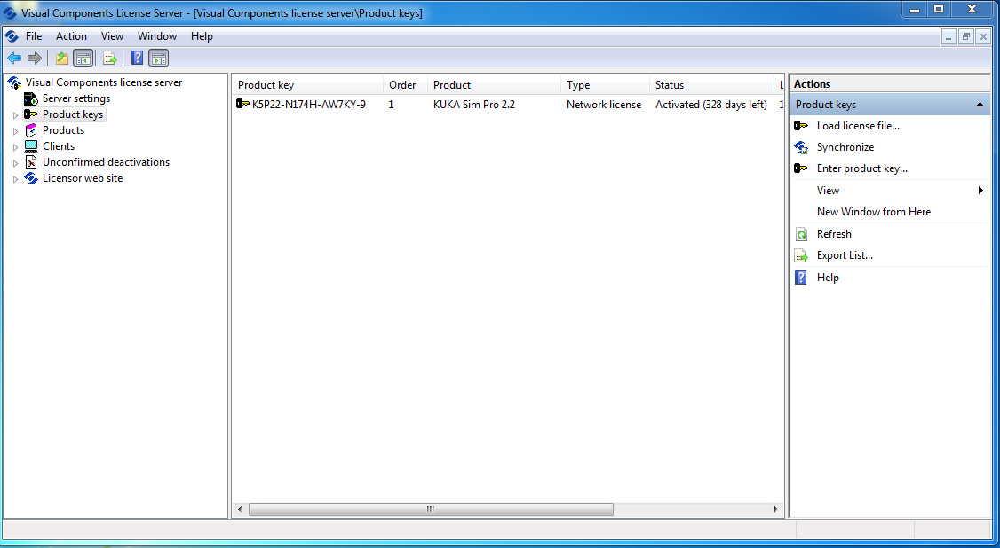 Visual Components License Server - [Visual Components license server\Product keys]
File Action View Window Help
Visual Components license server
Server settings
Product keys
Products
Clients
Unconfirmed deactivations
Licensor web site
Product key Order Product Type Status L
K5P22-N174H-AW7KY-9 1 KUKA Sim Pro 2.2 Network license Activated (328 days left) 1
Actions
Product keys
Load license file...
Synchronize
Enter product key...
View
New Window from Here
Refresh
Export List...
Help